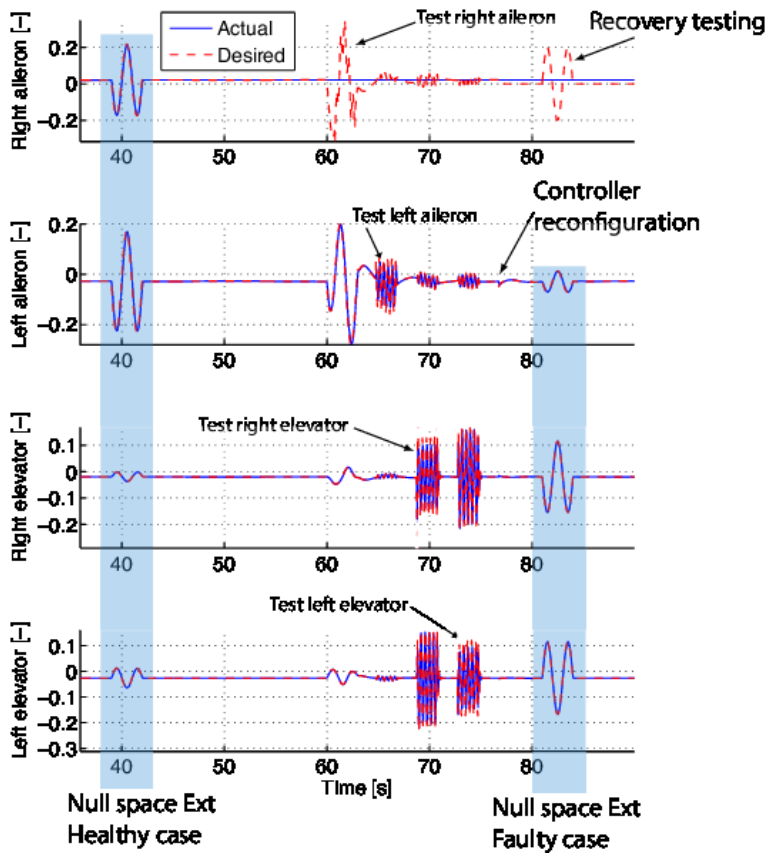 Actual
Desired
Test right aileron
Recovery testing
Right aileron [–]
0.2
0
−0.2
40 50 60 70 80
Left aileron [–]
0.2
0
−0.2
Test left aileron
Controller
reconfiguration
40 50 60 70 80
Right elevator [–]
0.1
0
−0.1
−0.2
Test right elevator
40 50 60 70 80
Left elevator [–]
0.1
0
−0.1
−0.2
−0.3
Test left elevator
40 50 60 70 80
Time [s]
Null space Ext
Healthy case
Null space Ext
Faulty case